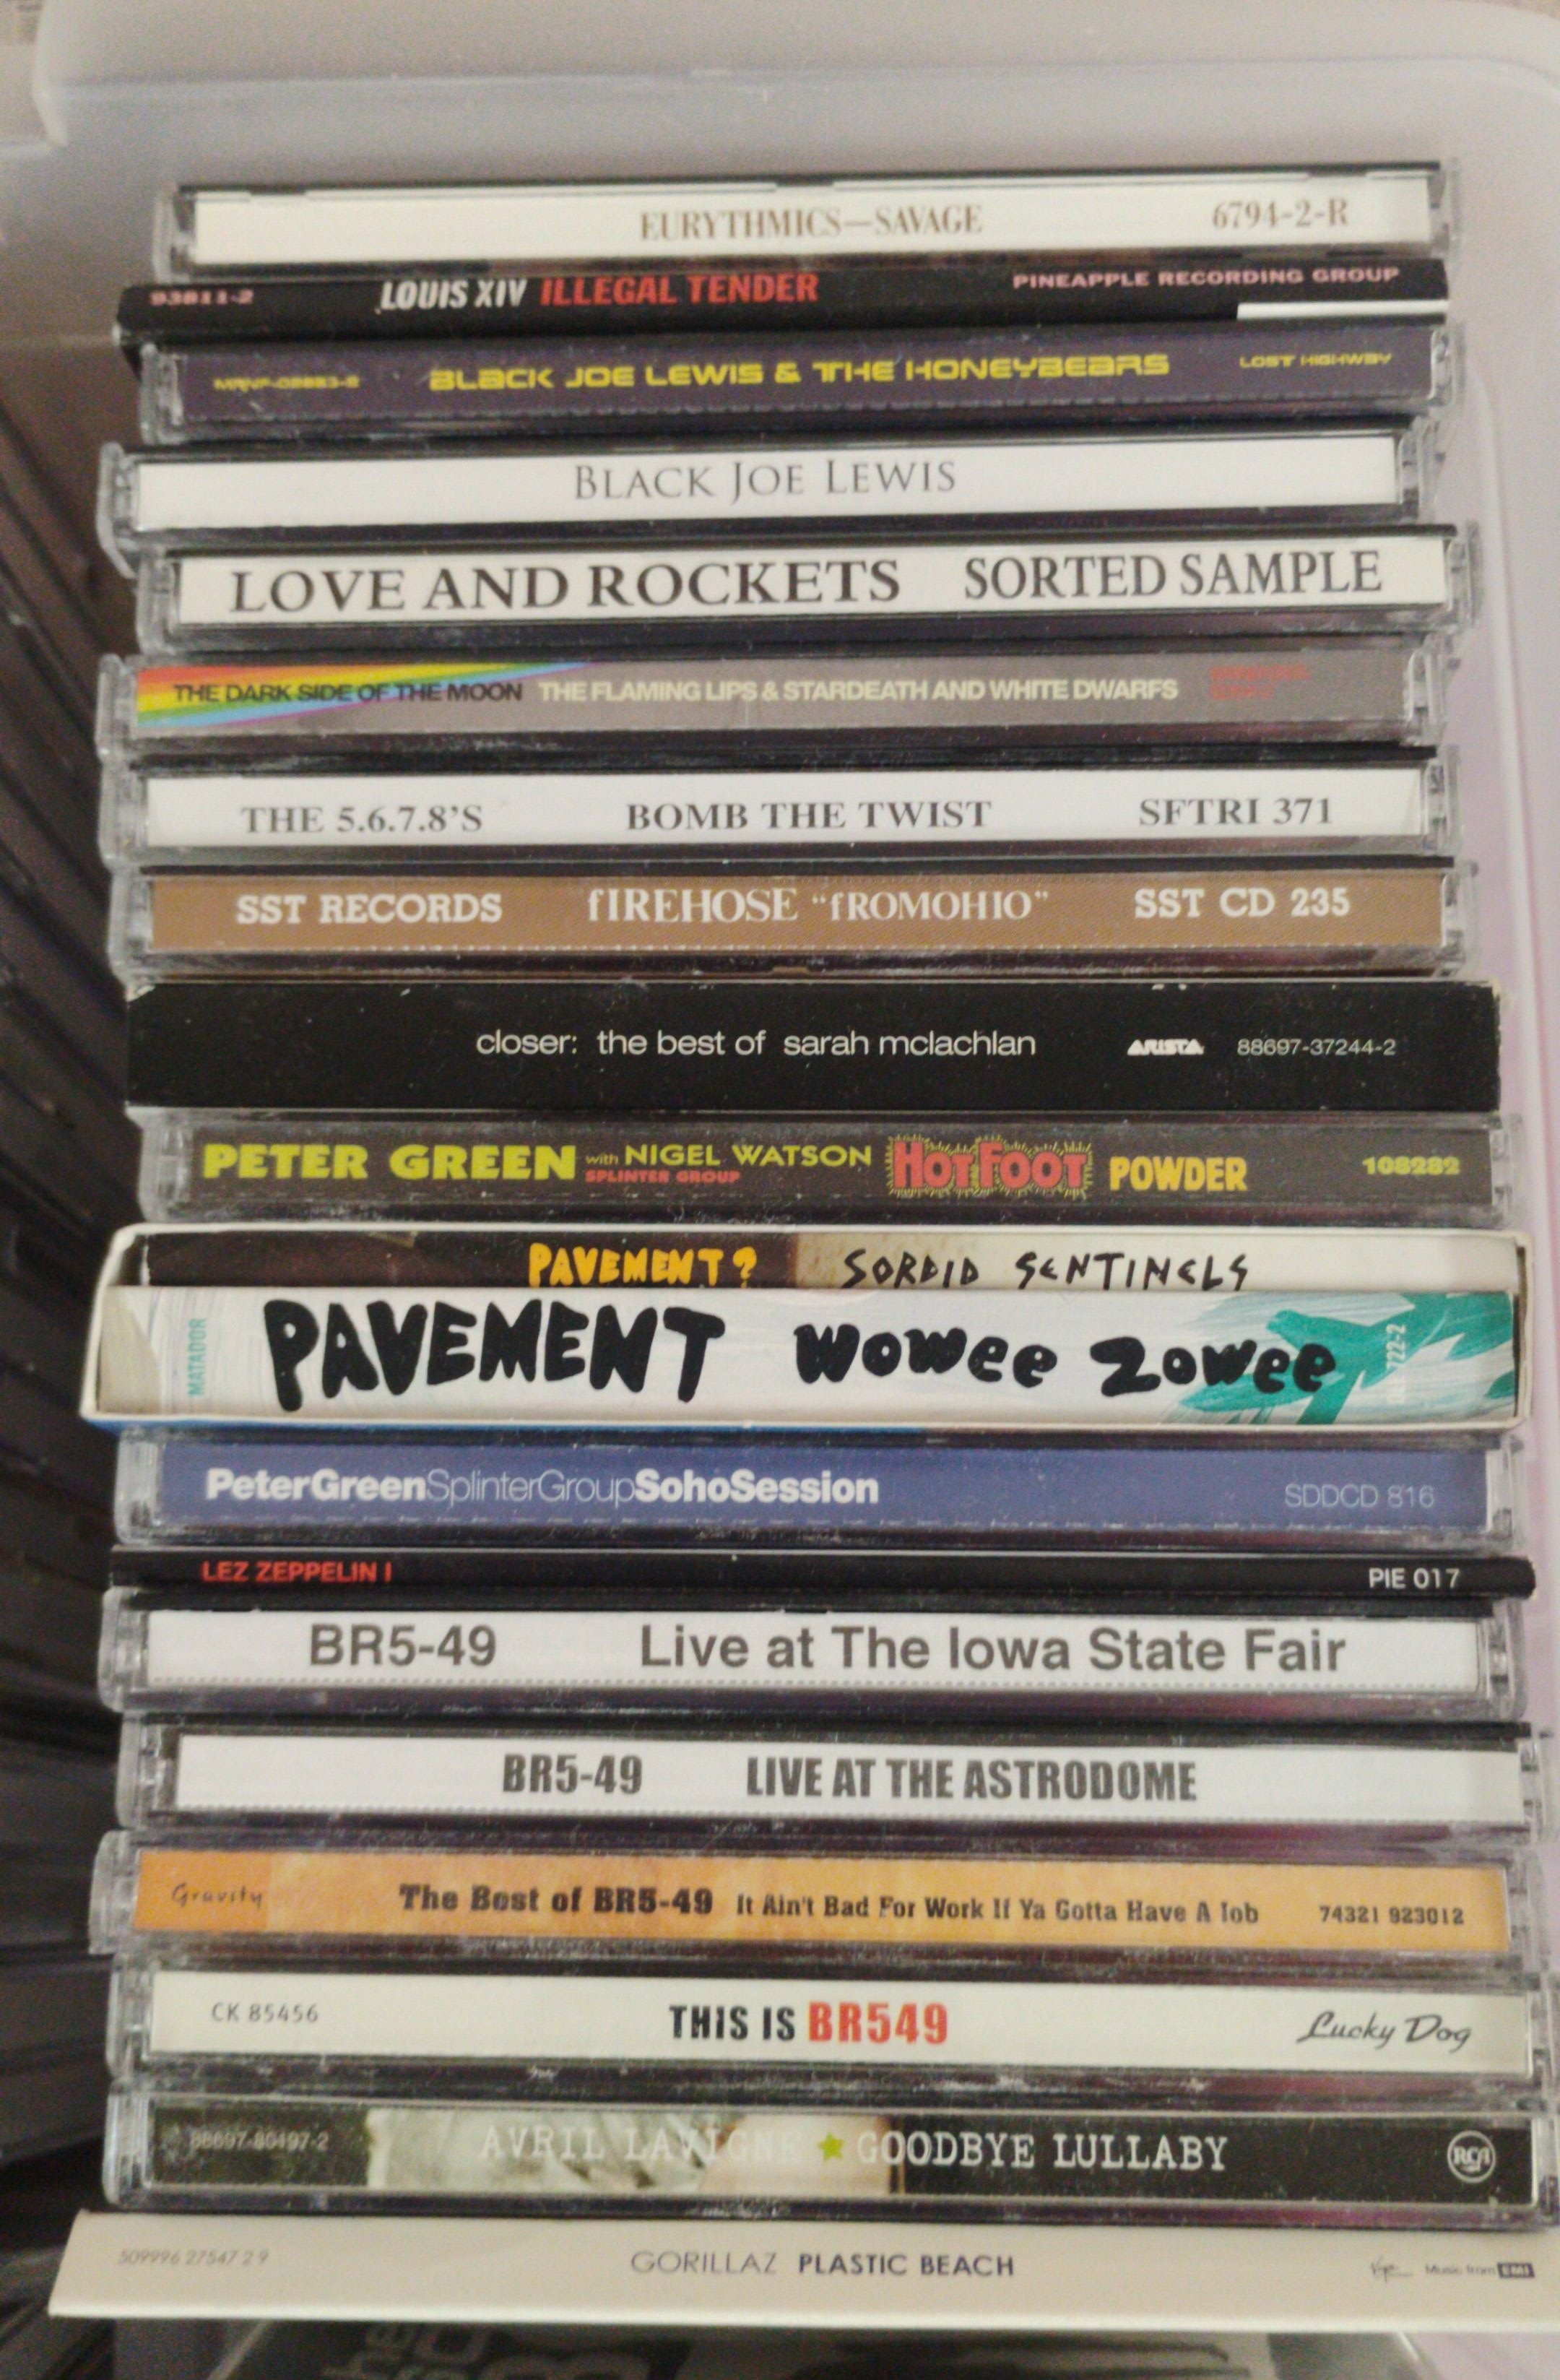 EURYTHMICS—SAVAGE 6794-2-R
93811-2 LOUIS XIV ILLEGAL TENDER PINEAPPLE RECORDING GROUP
BLACK JOE LEWIS & THE HONEYBEARS LOST HIGHWAY
BLACK JOE LEWIS
LOVE AND ROCKETS SORTED SAMPLE
THE DARK SIDE OF THE MOON THE FLAMING LIPS & STARDEATH AND WHITE DWARFS
THE 5.6.7.8'S BOMB THE TWIST SFTRI 371
SST RECORDS fIREHOSE "fROMOHIO" SST CD 235
closer: the best of sarah mclachlan ARISTA 88697-37244-2
PETER GREEN with NIGEL WATSON SPLINTER GROUP HOT FOOT POWDER 108282
PAVEMENT? SORDID SENTINELS
MATADOR PAVEMENT WOWEE ZOWEE
PeterGreenSplinterGroupSohoSession SDDCD 816
LEZ ZEPPELIN I PIE 017
BR5-49 Live at The Iowa State Fair
BR5-49 LIVE AT THE ASTRODOME
Gravity The Best of BR5-49 It Ain't Bad For Work If Ya Gotta Have A Job 74321 923012
CK 85456 THIS IS BR549 Lucky Dog
88697-80497-2 AVRIL LAVIGNE GOODBYE LULLABY RCA
509996 27547 2 9 GORILLAZ PLASTIC BEACH Virgin Music from EMI